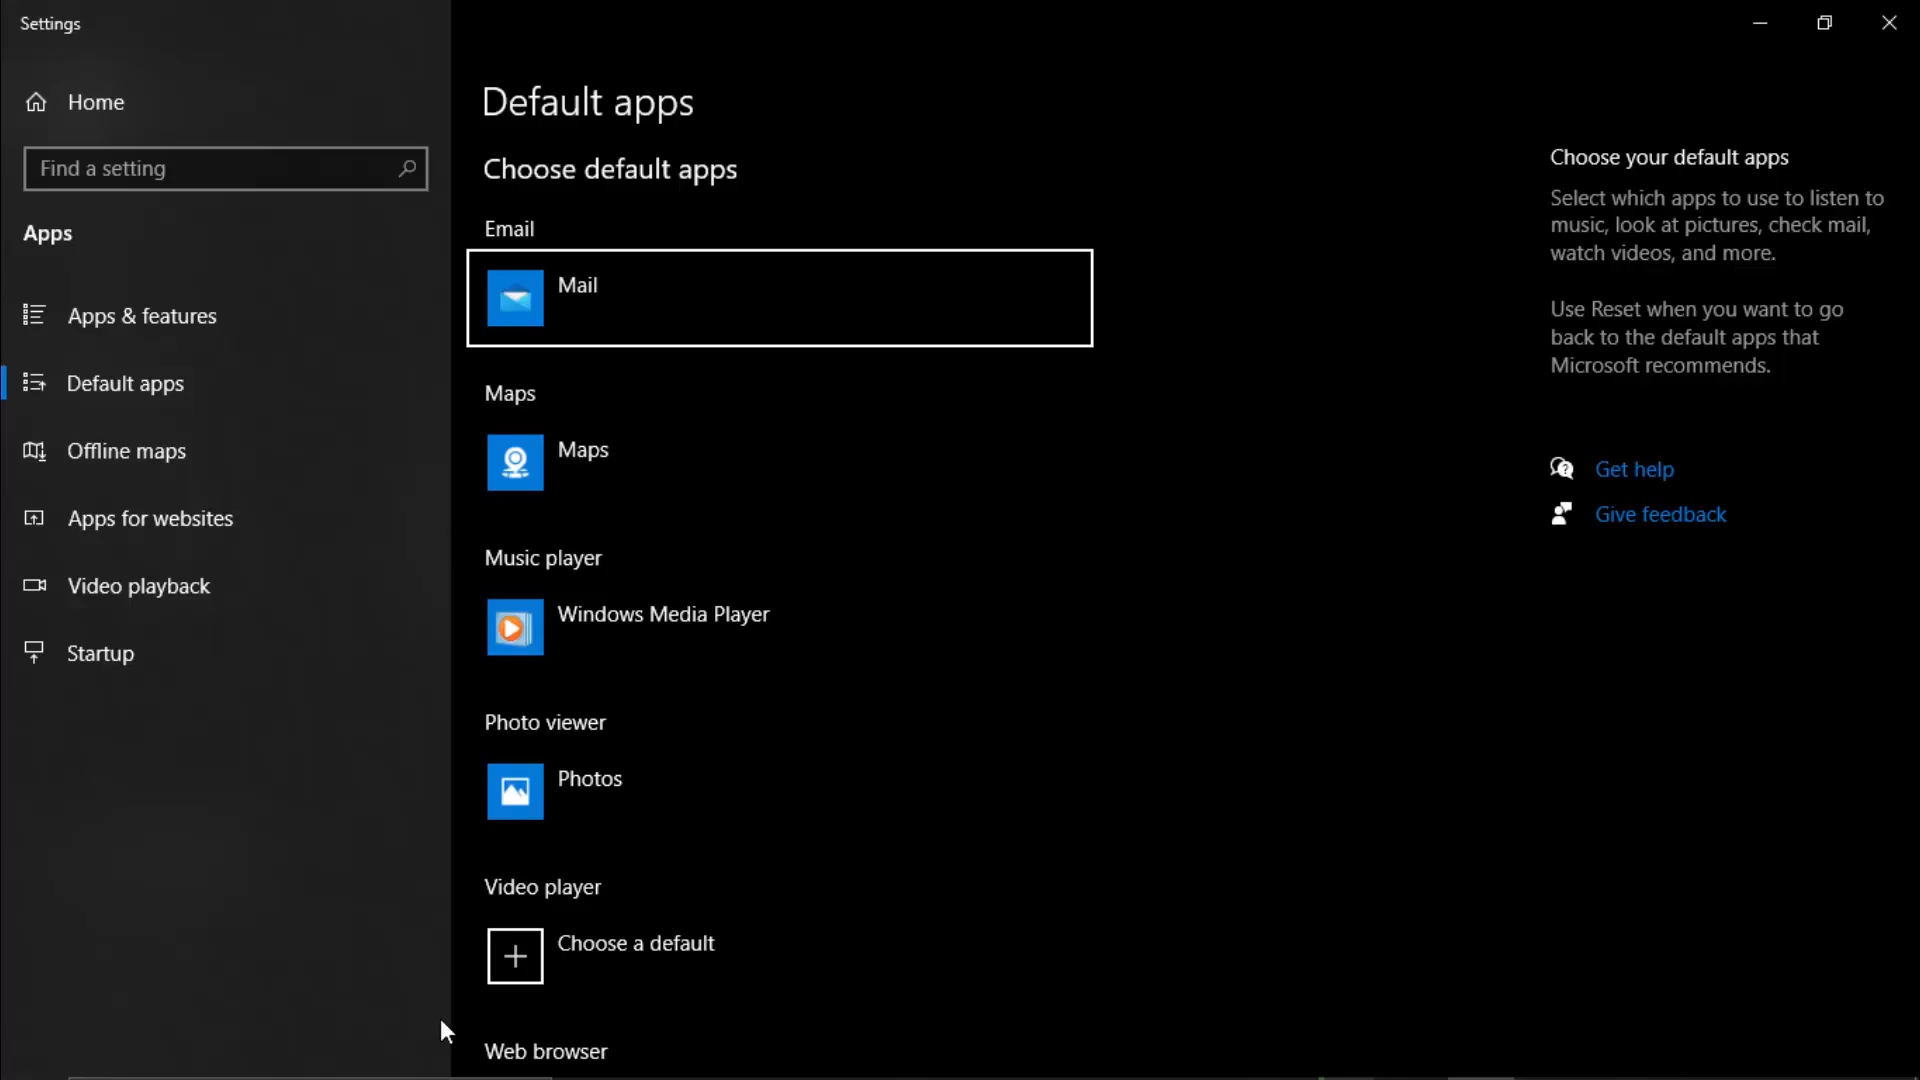 Settings
Home
Find a setting
Apps
Apps & features
Default apps
Offline maps
Apps for websites
Video playback
Startup
Default apps
Choose default apps
Email
Mail
Maps
Maps
Music player
Windows Media Player
Photo viewer
Photos
Video player
Choose a default
Web browser
Choose your default apps
Select which apps to use to listen to
music, look at pictures, check mail,
watch videos, and more.
Use Reset when you want to go
back to the default apps that
Microsoft recommends.
Get help
Give feedback